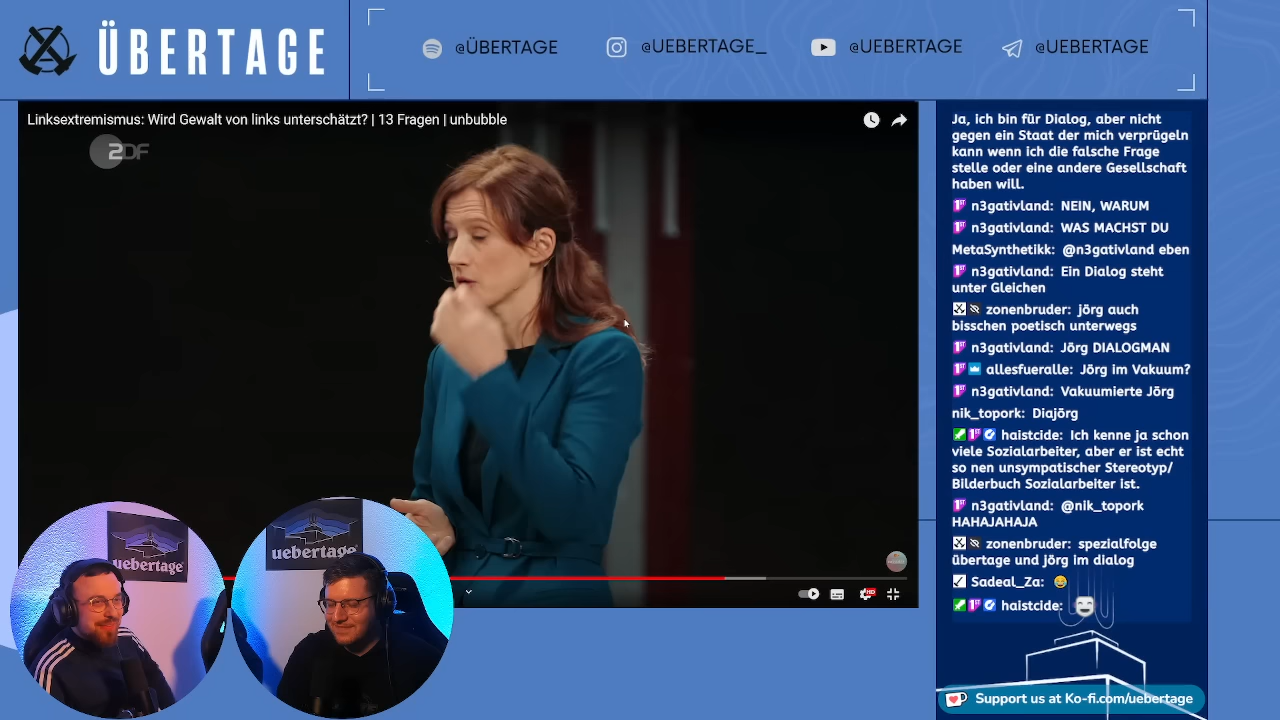 ÜBERTAGE
@ÜBERTAGE
@UEBERTAGE_
@UEBERTAGE
@UEBERTAGE
Linksextremismus: Wird Gewalt von links unterschätzt? | 13 Fragen | unbubble
ZDF
Ja, ich bin für Dialog, aber nicht
gegen ein Staat der mich verprügeln
kann wenn ich die falsche Frage
stelle oder eine andere Gesellschaft
haben will.
n3gativland: NEIN, WARUM
n3gativland: WAS MACHST DU
MetaSynthetikk: @n3gativland eben
n3gativland: Ein Dialog steht
unter Gleichen
zonenbruder: jörg auch
bisschen poetisch unterwegs
n3gativland: Jörg DIALOGMAN
allesfueralle: Jörg im Vakuum?
n3gativland: Vakuumierte Jörg
nik_topork: Diajörg
haistcide: Ich kenne ja schon
viele Sozialarbeiter, aber er ist echt
so nen unsympatischer Stereotyp/
Bilderbuch Sozialarbeiter ist.
n3gativland: @nik_topork
HAHAJAHAJA
zonenbruder: spezialfolge
übertage und jörg im dialog
Sadeal_Za: 😂
haistcide:
uebertage
uebertage
HD
Support us at Ko-fi.com/uebertage